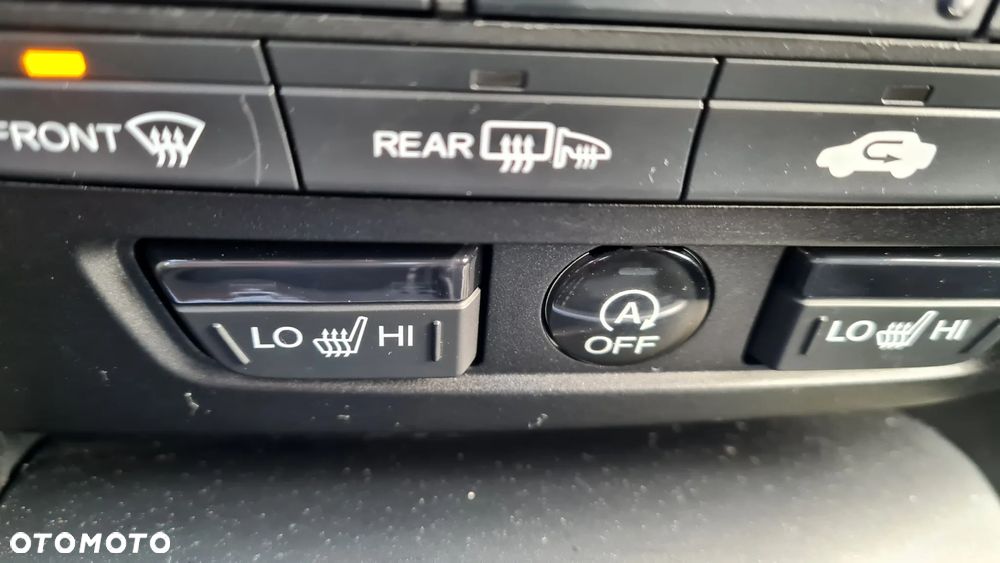 FRONT
REAR
LO HI
A
OFF
LO HI
OTOMOTO